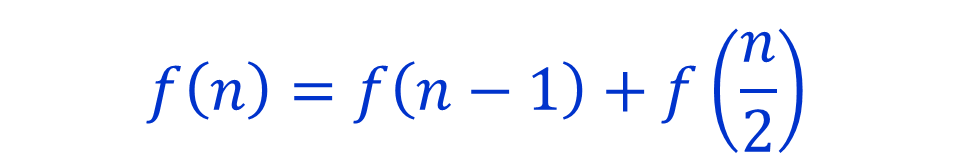 f(n) = f(n − 1) + f(n/2)